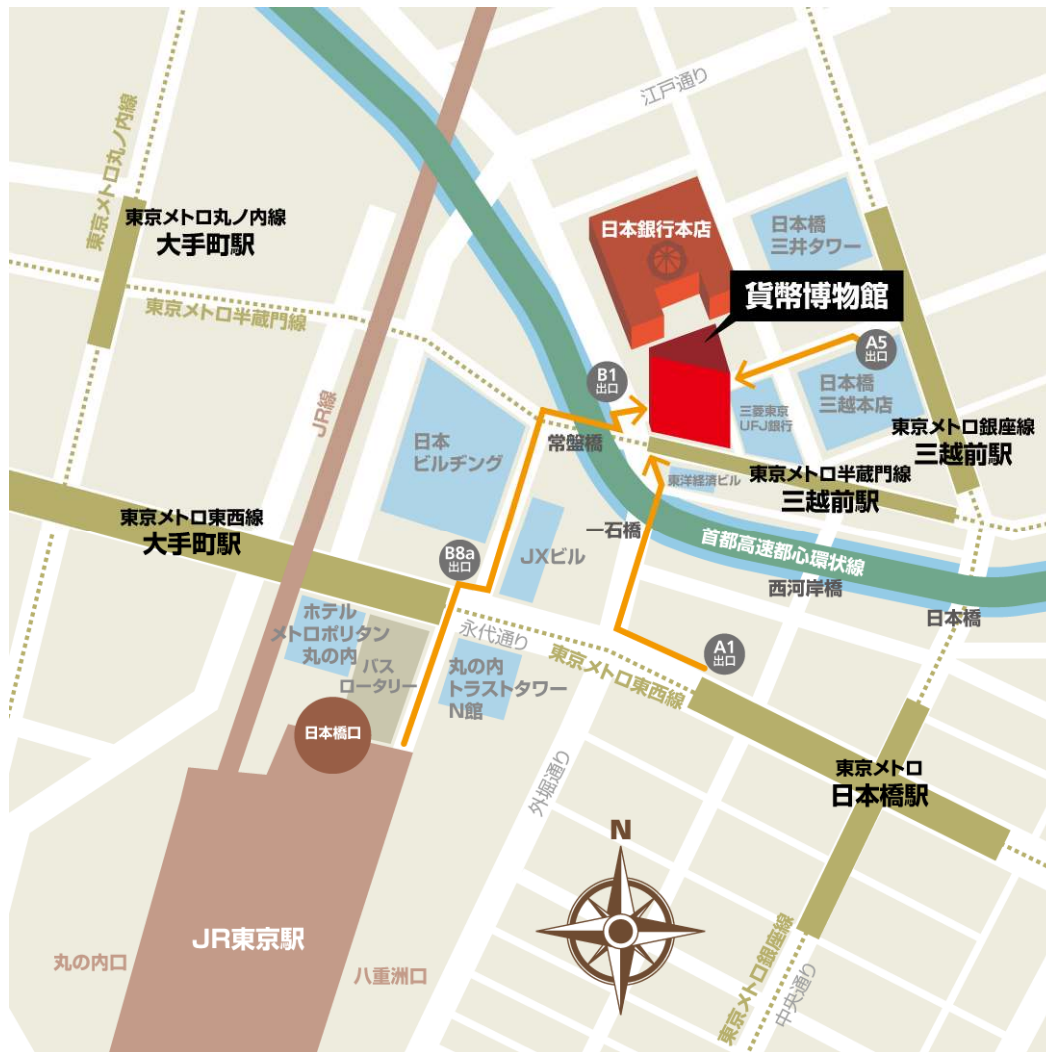 江戸通り
東京メトロ丸ノ内線
東京メトロ丸ノ内線
大手町駅
日本銀行本店
日本橋
三井タワー
貨幣博物館
東京メトロ半蔵門線
A5
出口
B1
出口
日本橋
三越本店
三菱東京
UFJ銀行
JR線
東京メトロ銀座線
三越前駅
日本
ビルヂング
常盤橋
東洋経済ビル
東京メトロ半蔵門線
三越前駅
東京メトロ東西線
大手町駅
一石橋
首都高速都心環状線
B8a
出口
JXビル
西河岸橋
日本橋
ホテル
メトロポリタン
丸の内
バス
ロータリー
永代通り
A1
出口
東京メトロ東西線
丸の内
トラストタワー
N館
日本橋口
外堀通り
東京メトロ
日本橋駅
N
JR東京駅
丸の内口
八重洲口
東京メトロ銀座線
中央通り